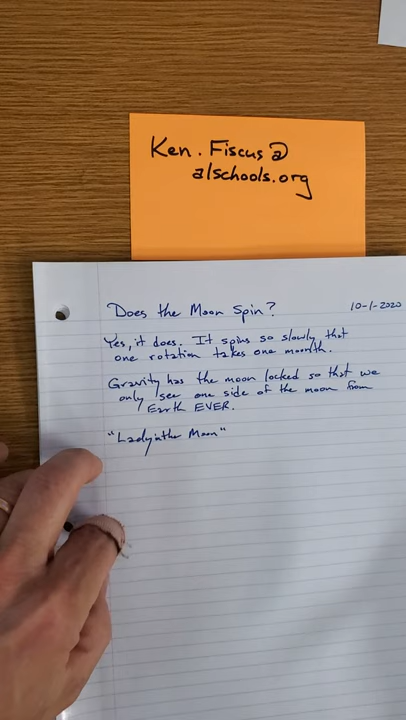 Ken.Fiscus@
alschools.org
Does the Moon Spin?
10-1-2020
Yes, it does. It spins so slowly that
one rotation takes one month.
Gravity has the moon locked so that we
only see one side of the moon from
Earth EVER.
"Lady in the Moon"